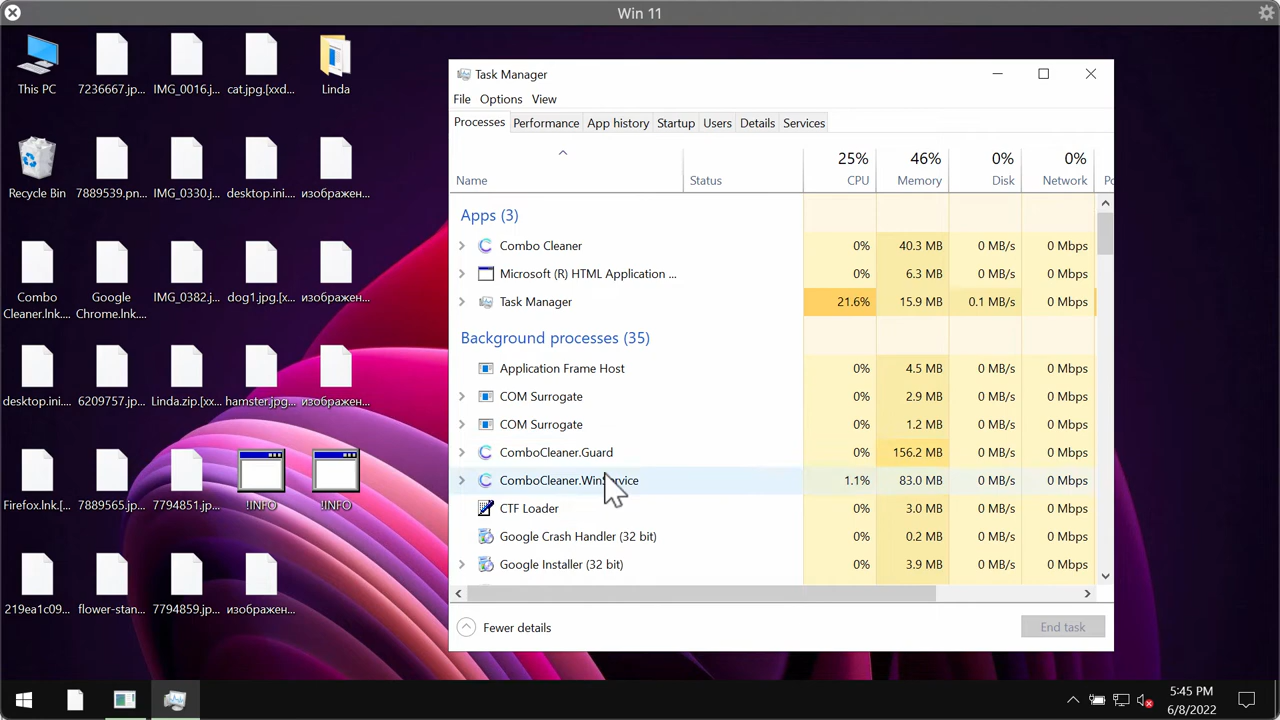 Win 11
This PC
7236667.jp...
IMG_0016.jp...
cat.jpg.[xxd...
Linda
Recycle Bin
7889539.pn...
IMG_0330.jp...
desktop.ini....
изображен...
Combo
Cleaner.lnk....
Google
Chrome.lnk....
IMG_0382.j...
dog1.jpg.[x...
изображен...
desktop.ini....
6209757.jp...
Linda.zip.[xx...
hamster.jpg...
изображен...
Firefox.lnk.[...
7889565.jp...
7794851.jp...
!INFO
!INFO
219ea1c09...
flower-stan...
7794859.jp...
изображен...
Task Manager
File Options View
Processes Performance App history Startup Users Details Services
25% 46% 0% 0%
Name Status CPU Memory Disk Network Po
Apps (3)
Combo Cleaner 0% 40.3 MB 0 MB/s 0 Mbps
Microsoft (R) HTML Application ... 0% 6.3 MB 0 MB/s 0 Mbps
Task Manager 21.6% 15.9 MB 0.1 MB/s 0 Mbps
Background processes (35)
Application Frame Host 0% 4.5 MB 0 MB/s 0 Mbps
COM Surrogate 0% 2.9 MB 0 MB/s 0 Mbps
COM Surrogate 0% 1.2 MB 0 MB/s 0 Mbps
ComboCleaner.Guard 0% 156.2 MB 0 MB/s 0 Mbps
ComboCleaner.WinService 1.1% 83.0 MB 0 MB/s 0 Mbps
CTF Loader 0% 3.0 MB 0 MB/s 0 Mbps
Google Crash Handler (32 bit) 0% 0.2 MB 0 MB/s 0 Mbps
Google Installer (32 bit) 0% 3.9 MB 0 MB/s 0 Mbps
Fewer details
End task
5:45 PM
6/8/2022